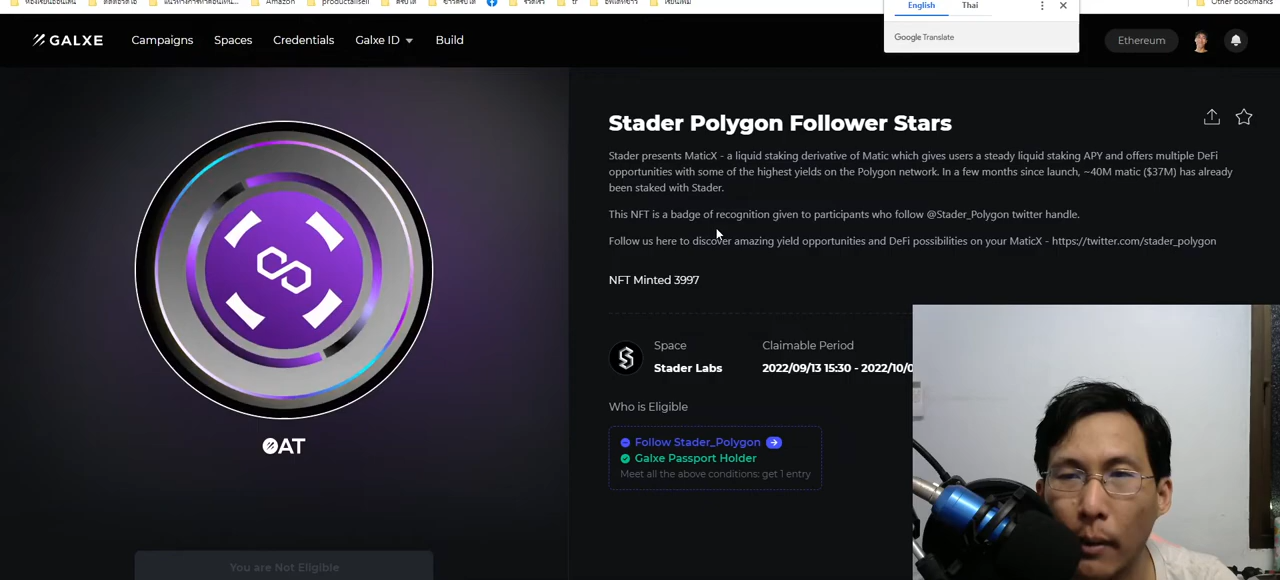 Amazon
productalisell
tr
Other bookmarks
English Thai
Google Translate
GALXE Campaigns Spaces Credentials Galxe ID Build Ethereum
Stader Polygon Follower Stars
Stader presents MaticX - a liquid staking derivative of Matic which gives users a steady liquid staking APY and offers multiple DeFi
opportunities with some of the highest yields on the Polygon network. In a few months since launch, ~40M matic ($37M) has already
been staked with Stader.
This NFT is a badge of recognition given to participants who follow @Stader_Polygon twitter handle.
Follow us here to discover amazing yield opportunities and DeFi possibilities on your MaticX - https://twitter.com/stader_polygon
NFT Minted 3997
Space Claimable Period
Stader Labs 2022/09/13 15:30 - 2022/10/0
Who is Eligible
Follow Stader_Polygon
Galxe Passport Holder
Meet all the above conditions: get 1 entry
OAT
You are Not Eligible